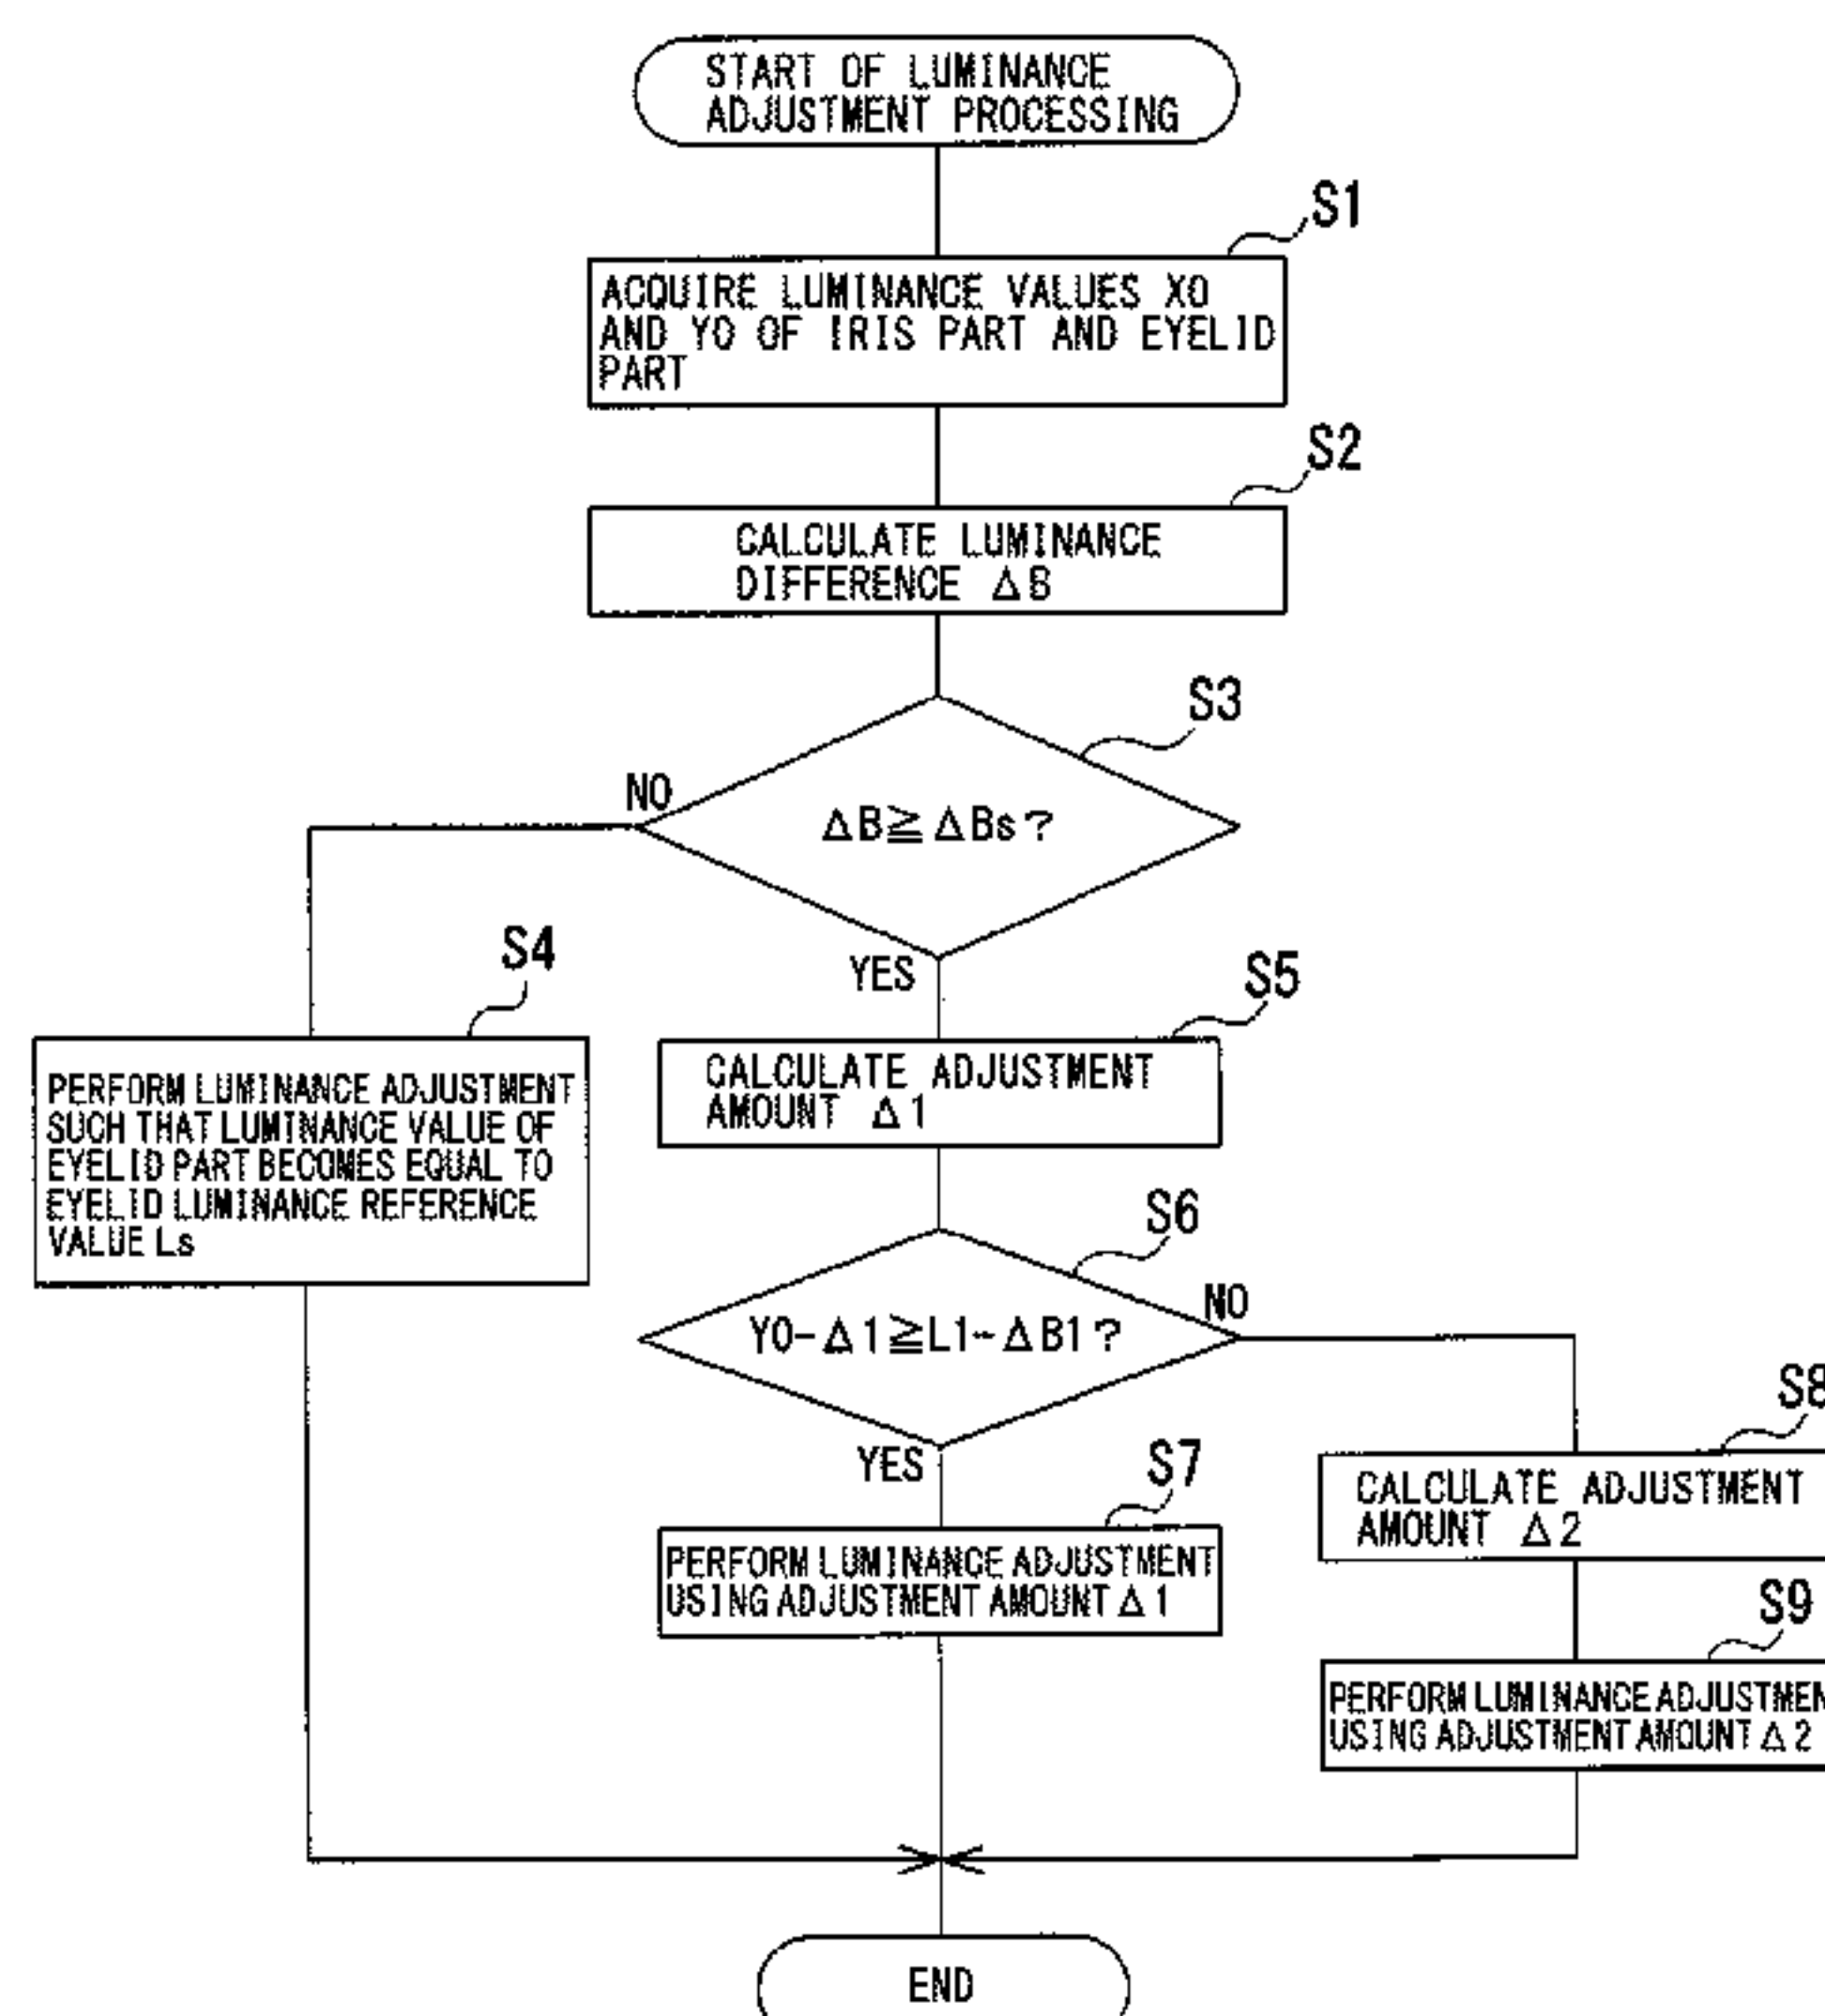 START OF LUMINANCE
ADJUSTMENT PROCESSING
S1
ACQUIRE LUMINANCE VALUES X0
AND Y0 OF IRIS PART AND EYELID
PART
S2
CALCULATE LUMINANCE
DIFFERENCE ΔB
S3
NO
ΔB≧ΔBs?
YES
S4
PERFORM LUMINANCE ADJUSTMENT
SUCH THAT LUMINANCE VALUE OF
EYELID PART BECOMES EQUAL TO
EYELID LUMINANCE REFERENCE
VALUE Ls
S5
CALCULATE ADJUSTMENT
AMOUNT Δ1
S6
NO
Y0-Δ1≧L1-ΔB1?
YES
S7
PERFORM LUMINANCE ADJUSTMENT
USING ADJUSTMENT AMOUNT Δ1
S8
CALCULATE ADJUSTMENT
AMOUNT Δ2
S9
PERFORM LUMINANCE ADJUSTMEN
USING ADJUSTMENT AMOUNT Δ2
END